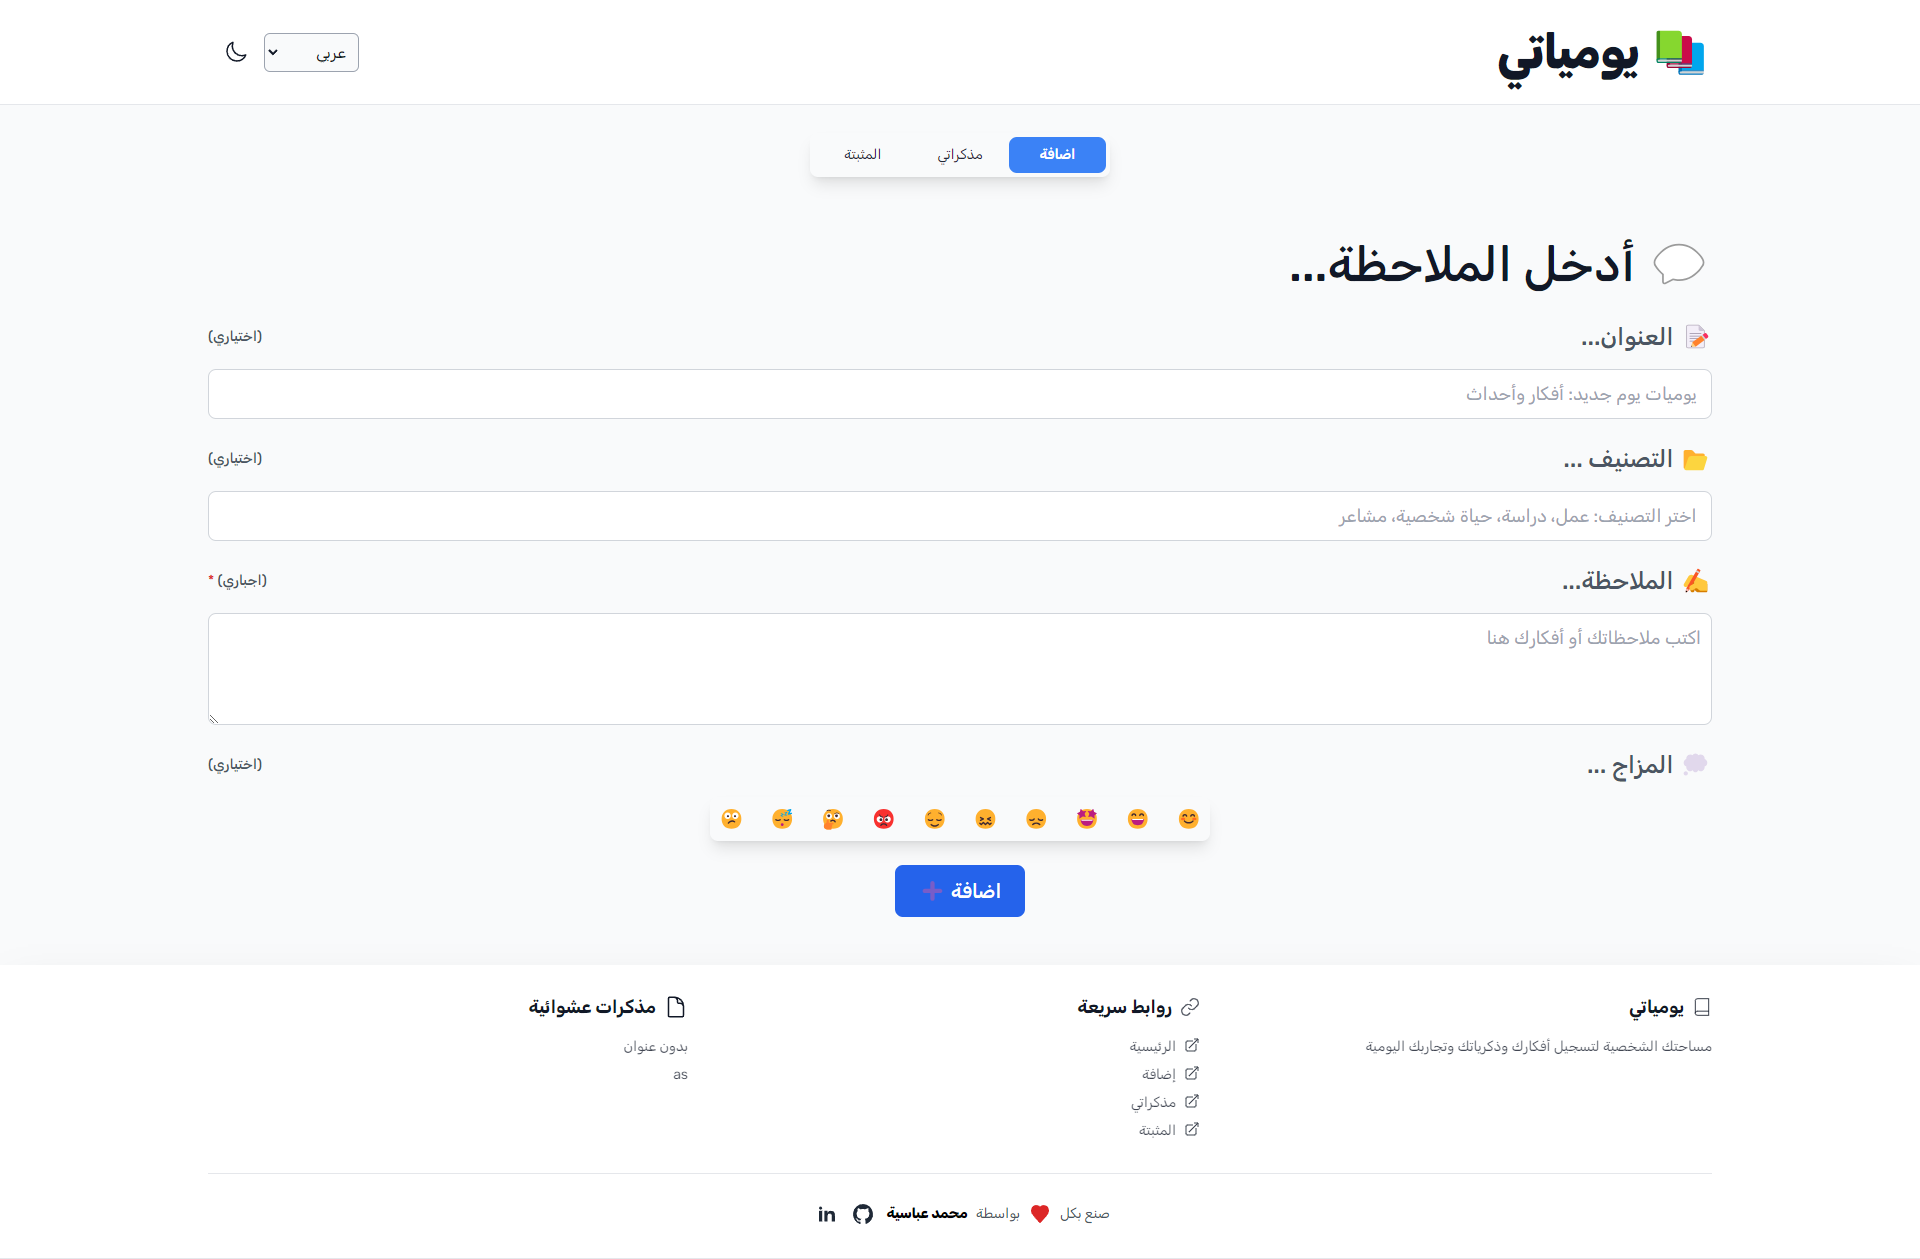 📚 يومياتي
عربى
اضافة
مذكراتي
المثبتة
💬 أدخل الملاحظة...
📝 العنوان...
(اختياري)
يوميات يوم جديد: أفكار وأحداث
📂 التصنيف ...
(اختياري)
اختر التصنيف: عمل، دراسة، حياة شخصية، مشاعر
✍️ الملاحظة...
(اجباري) *
اكتب ملاحظاتك أو أفكارك هنا
💭 المزاج ...
(اختياري)
😊 😄 🤩 😞 😖 😌 😡 🤔 😴 😕
اضافة ➕
يومياتي
مساحتك الشخصية لتسجيل أفكارك وذكرياتك وتجاربك اليومية
روابط سريعة
الرئيسية
إضافة
مذكراتي
المثبتة
مذكرات عشوائية
بدون عنوان
as
صنع بكل ❤ بواسطة محمد عباسية